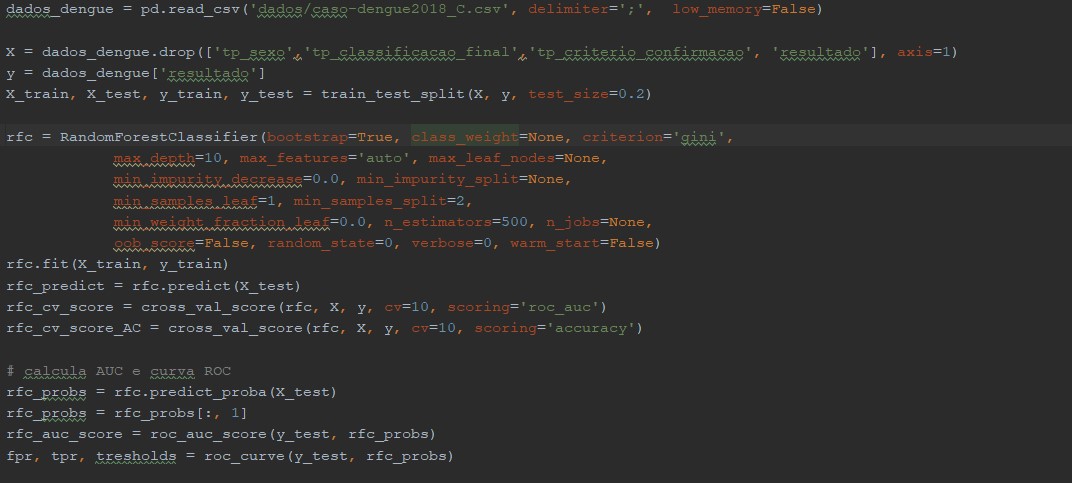 dados_dengue = pd.read_csv('dados/caso-dengue2018_C.csv', delimiter=';',  low_memory=False)
X = dados_dengue.drop(['tp_sexo','tp_classificacao_final','tp_criterio_confirmacao', 'resultado'], axis=1)
y = dados_dengue['resultado']
X_train, X_test, y_train, y_test = train_test_split(X, y, test_size=0.2)
rfc = RandomForestClassifier(bootstrap=True, class_weight=None, criterion='gini',
max_depth=10, max_features='auto', max_leaf_nodes=None,
min_impurity_decrease=0.0, min_impurity_split=None,
min_samples_leaf=1, min_samples_split=2,
min_weight_fraction_leaf=0.0, n_estimators=500, n_jobs=None,
oob_score=False, random_state=0, verbose=0, warm_start=False)
rfc.fit(X_train, y_train)
rfc_predict = rfc.predict(X_test)
rfc_cv_score = cross_val_score(rfc, X, y, cv=10, scoring='roc_auc')
rfc_cv_score_AC = cross_val_score(rfc, X, y, cv=10, scoring='accuracy')
# calcula AUC e curva ROC
rfc_probs = rfc.predict_proba(X_test)
rfc_probs = rfc_probs[:, 1]
rfc_auc_score = roc_auc_score(y_test, rfc_probs)
fpr, tpr, tresholds = roc_curve(y_test, rfc_probs)